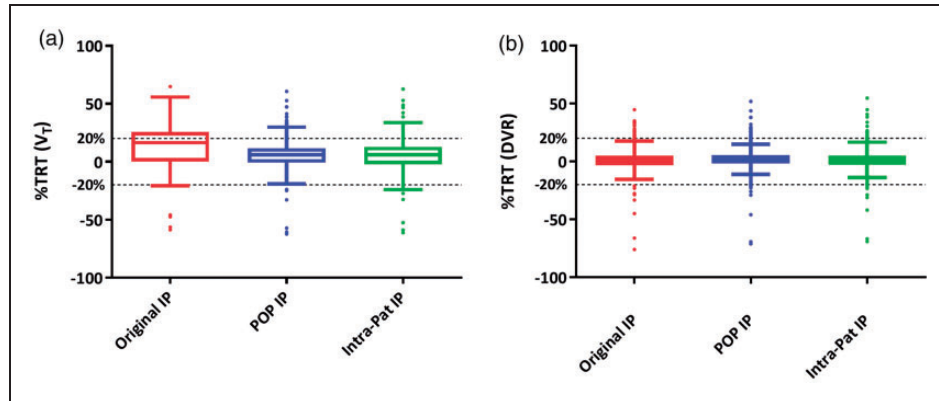 (a)
100
50
20%
0
-20%
-50
-100
%TRT (V_T)
Original IP
POP IP
Intra-Pat IP
(b)
100
50
20%
0
-20%
-50
-100
%TRT (DVR)
Original IP
POP IP
Intra-Pat IP